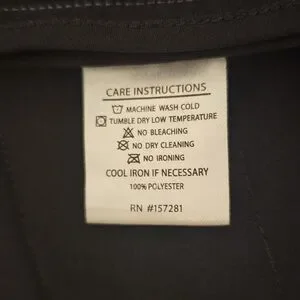 CARE INSTRUCTIONS
MACHINE WASH COLD
TUMBLE DRY LOW TEMPERATURE
NO BLEACHING
NO DRY CLEANING
NO IRONING
COOL IRON IF NECESSARY
100% POLYESTER
RN #157281